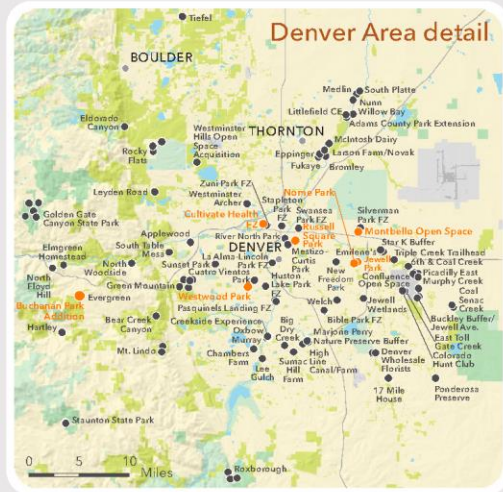 Denver Area detail
Tiefel
BOULDER
Medlin
South Platte
Nunn
Littlefield CE
Willow Bay
Adams County Park Extension
Eldorado
Canyon
Westminster
Hills Open
Space
Acquisition
THORNTON
McIntosh Dairy
Rocky
Flats
Eppinger
Larson Farm/Novak
Fukaye
Bromley
Leyden Road
Zuni Park FZ
Westminster
Archer
Nome Park
Stapleton
Park
FZ
Swansea
Park FZ
Silverman
Park FZ
Golden Gate
Canyon State Park
Cultivate Health
FZ
Russell
Square
Park
Montbello Open Space
Applewood
River North Park
Star K Buffer
Elmgreen
Homestead
South Table
Mesa
DENVER
Mestizo
Curtis
Park
Emilene's
Triple Creek Trailhead
La Alma-Lincoln
Park FZ
Jewell
Park
6th & Coal Creek
North
Floyd
Hill
North
Woodside
Sunset Park
New
Freedom
Park
Confluence
Open Space
Piccadilly East
Cuatro Vientos
Park
Huston
Lake Park
FZ
Murphy Creek
Green Mountain
Coal
Senac
Creek
Evergreen
Westwood Park
Welch
Jewell
Wetlands
Buchanan Park
Addition
Pasquinels Landing FZ
Bible Park FZ
Buckley Buffer/
Jewell Ave.
Bear Creek
Canyon
Creekside Experience
Big
Dry
Creek
Marjorie Perry
Nature Preserve Buffer
East Toll
Gate Creek
Hartley
Oxbow
Murray
Colorado
Hunt Club
Mt. Lindo
Chambers
Farm
High
Line
Canal/Farm
Denver
Wholesale
Florists
Lee
Gulch
Sumac
Hill
Farm
17 Mile
House
Ponderosa
Preserve
Staunton State Park
0 5 10
Miles
Roxborough